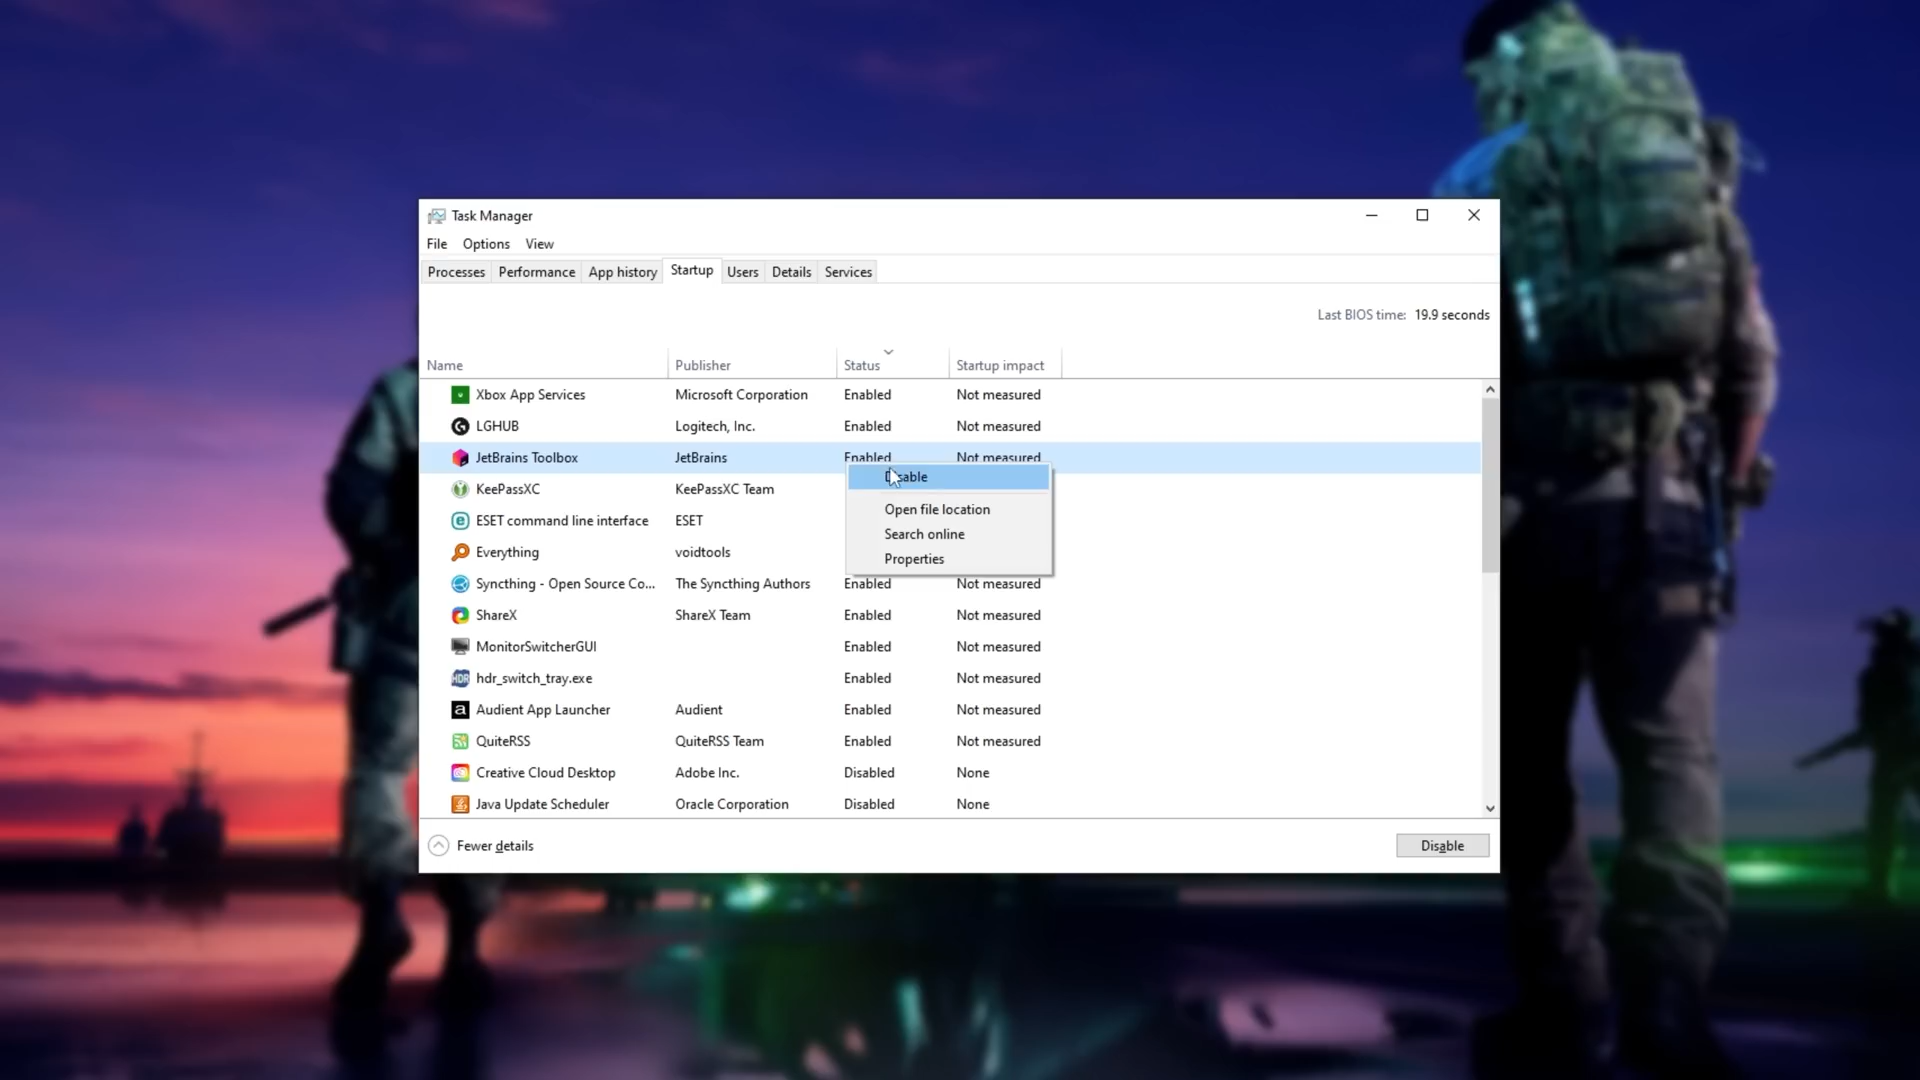 Task Manager
File Options View
Processes Performance App history Startup Users Details Services
Last BIOS time: 19.9 seconds
Name Publisher Status Startup impact
Xbox App Services Microsoft Corporation Enabled Not measured
LGHUB Logitech, Inc. Enabled Not measured
JetBrains Toolbox JetBrains Enabled Not measured
Disable
KeePassXC KeePassXC Team
Open file location
ESET command line interface ESET
Search online
Everything voidtools
Properties
Syncthing - Open Source Co... The Syncthing Authors Enabled Not measured
ShareX ShareX Team Enabled Not measured
MonitorSwitcherGUI Enabled Not measured
HDR hdr_switch_tray.exe Enabled Not measured
a Audient App Launcher Audient Enabled Not measured
QuiteRSS QuiteRSS Team Enabled Not measured
Creative Cloud Desktop Adobe Inc. Disabled None
Java Update Scheduler Oracle Corporation Disabled None
Fewer details Disable